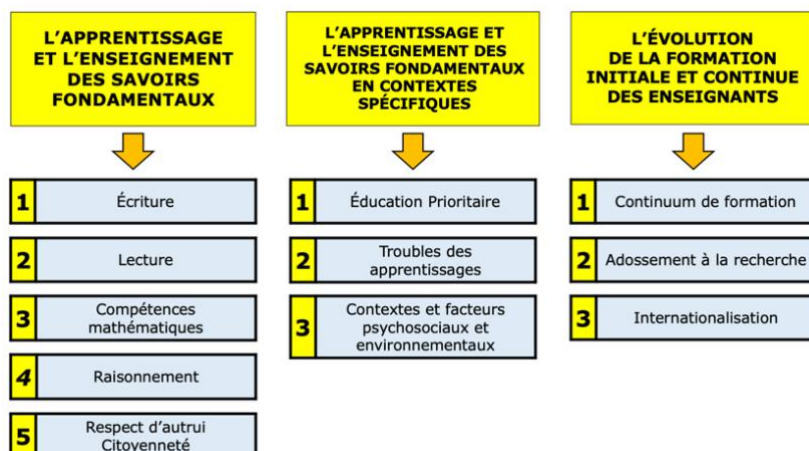 L'APPRENTISSAGE
ET L'ENSEIGNEMENT
DES SAVOIRS
FONDAMENTAUX
1 Écriture
2 Lecture
3 Compétences
mathématiques
4 Raisonnement
5 Respect d'autrui
Citoyenneté
L'APPRENTISSAGE ET
L'ENSEIGNEMENT DES
SAVOIRS FONDAMENTAUX
EN CONTEXTES
SPÉCIFIQUES
1 Éducation Prioritaire
2 Troubles des
apprentissages
3 Contextes et facteurs
psychosociaux et
environnementaux
L'ÉVOLUTION
DE LA FORMATION
INITIALE ET CONTINUE
DES ENSEIGNANTS
1 Continuum de formation
2 Adossement à la recherche
3 Internationalisation